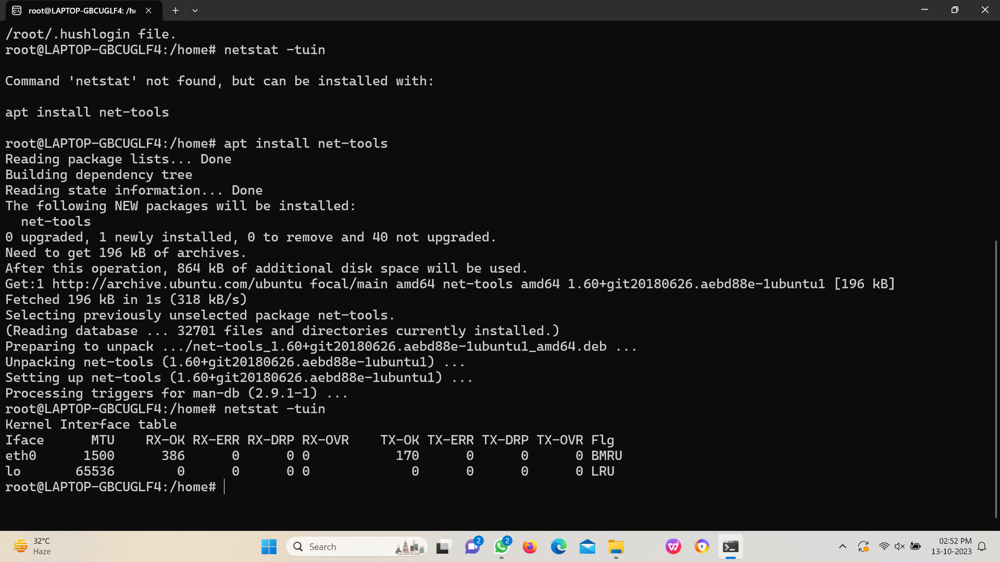 root@LAPTOP-GBCUGLF4: /h
/root/.hushlogin file.
root@LAPTOP-GBCUGLF4:/home# netstat -tuin
Command 'netstat' not found, but can be installed with:
apt install net-tools
root@LAPTOP-GBCUGLF4:/home# apt install net-tools
Reading package lists... Done
Building dependency tree
Reading state information... Done
The following NEW packages will be installed:
  net-tools
0 upgraded, 1 newly installed, 0 to remove and 40 not upgraded.
Need to get 196 kB of archives.
After this operation, 864 kB of additional disk space will be used.
Get:1 http://archive.ubuntu.com/ubuntu focal/main amd64 net-tools amd64 1.60+git20180626.aebd88e-1ubuntu1 [196 kB]
Fetched 196 kB in 1s (318 kB/s)
Selecting previously unselected package net-tools.
(Reading database ... 32701 files and directories currently installed.)
Preparing to unpack .../net-tools_1.60+git20180626.aebd88e-1ubuntu1_amd64.deb ...
Unpacking net-tools (1.60+git20180626.aebd88e-1ubuntu1) ...
Setting up net-tools (1.60+git20180626.aebd88e-1ubuntu1) ...
Processing triggers for man-db (2.9.1-1) ...
root@LAPTOP-GBCUGLF4:/home# netstat -tuin
Kernel Interface table
Iface      MTU    RX-OK RX-ERR RX-DRP RX-OVR    TX-OK TX-ERR TX-DRP TX-OVR Flg
eth0      1500      386      0      0 0           170      0      0      0 BMRU
lo       65536        0      0      0 0             0      0      0      0 LRU
root@LAPTOP-GBCUGLF4:/home#
32°C
Haze
Search
2
2
02:52 PM
13-10-2023